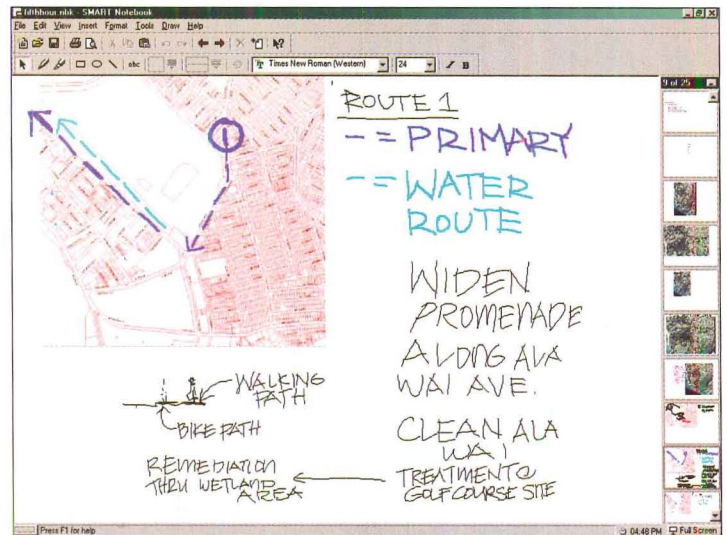 fifthhour.nbk - SMART Notebook
File Edit View Insert Format Tools Draw Help
abc Times New Roman (Western) 24 B
9 of 25
1
ROUTE 1
- = PRIMARY
- = WATER
ROUTE
WIDEN
PROMENADE
ALONG ALA
WAI AVE.
WALKING
PATH
BIKE PATH
CLEAN ALA
WAI
REMEDIATION
THRU WETLAND
AREA
TREATMENT @
GOLF COURSE SITE
Press F1 for help
04:48 PM Full Screen